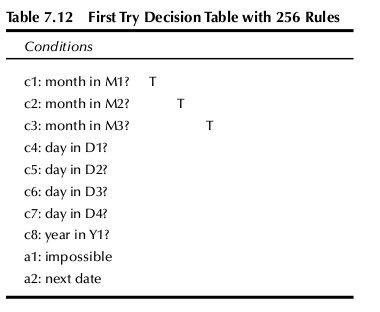 Table 7.12 First Try Decision Table with 256 Rules
Conditions
c1: month in M1? T
c2: month in M2? T
c3: month in M3? T
c4: day in D1?
c5: day in D2?
c6: day in D3?
c7: day in D4?
c8: year in Y1?
a1: impossible
a2: next date